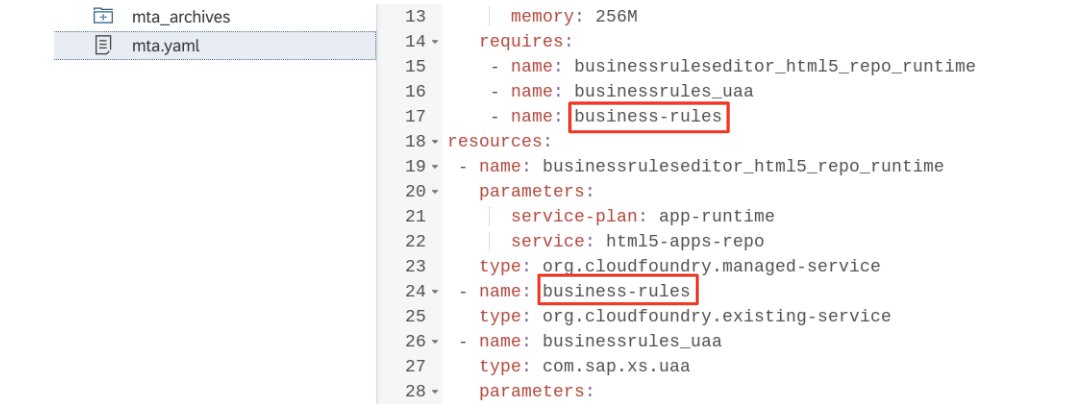 mta_archives
mta.yaml
13 memory: 256M
14 requires:
15 - name: businessruleseditor_html5_repo_runtime
16 - name: businessrules_uaa
17 - name: business-rules
18 resources:
19 - name: businessruleseditor_html5_repo_runtime
20 parameters:
21 service-plan: app-runtime
22 service: html5-apps-repo
23 type: org.cloudfoundry.managed-service
24 - name: business-rules
25 type: org.cloudfoundry.existing-service
26 - name: businessrules_uaa
27 type: com.sap.xs.uaa
28 parameters: